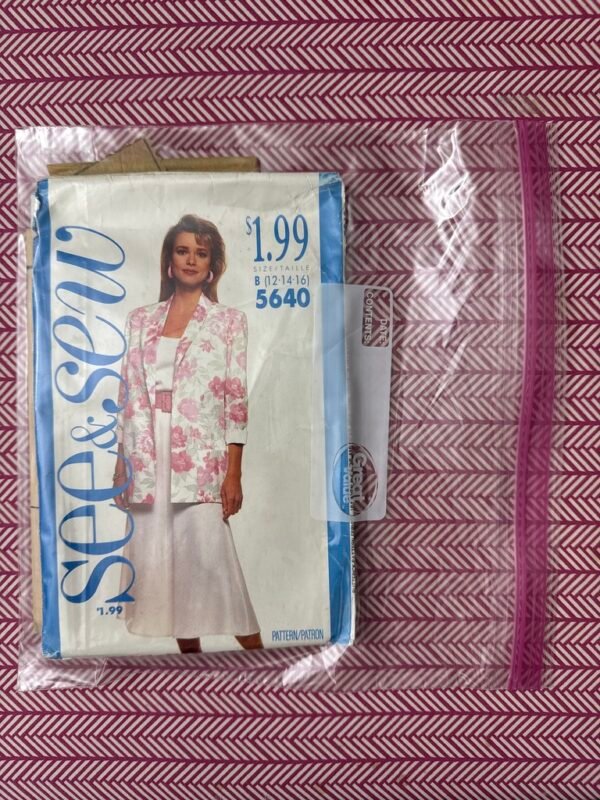 see & sew
$1.99
SIZE/TAILLE
B (12-14-16)
5640
$1.99
PATTERN/PATRON
DATE:
CONTENTS:
Great
Value